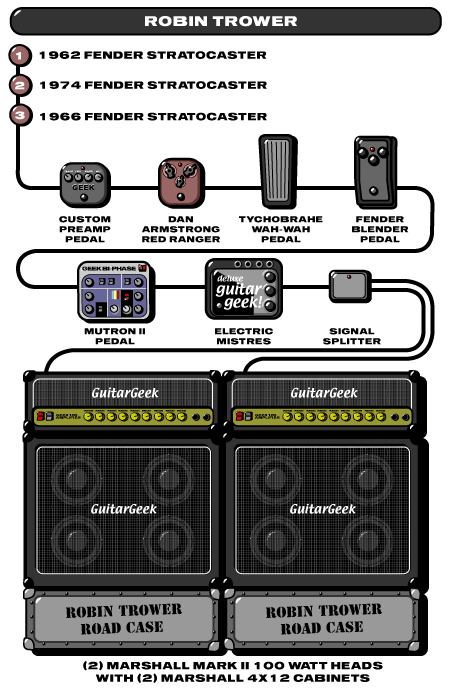 ROBIN TROWER
1 1962 FENDER STRATOCASTER
2 1974 FENDER STRATOCASTER
3 1966 FENDER STRATOCASTER
GEEK
CUSTOM
PREAMP
PEDAL
DAN
ARMSTRONG
RED RANGER
TYCHOBRAHE
WAH-WAH
PEDAL
FENDER
BLENDER
PEDAL
GEEK BI-PHASE
deluxe
guitar
geek!
MUTRON II
PEDAL
ELECTRIC
MISTRES
SIGNAL
SPLITTER
GuitarGeek
GuitarGeek
GuitarGeek
GuitarGeek
ROBIN TROWER
ROAD CASE
ROBIN TROWER
ROAD CASE
(2) MARSHALL MARK II 100 WATT HEADS
WITH (2) MARSHALL 4X12 CABINETS